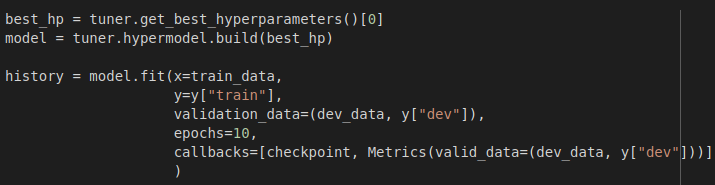 best_hp = tuner.get_best_hyperparameters()[0]
model = tuner.hypermodel.build(best_hp)

history = model.fit(x=train_data,
                    y=y["train"],
                    validation_data=(dev_data, y["dev"]),
                    epochs=10,
                    callbacks=[checkpoint, Metrics(valid_data=(dev_data, y["dev"]))]
                    )